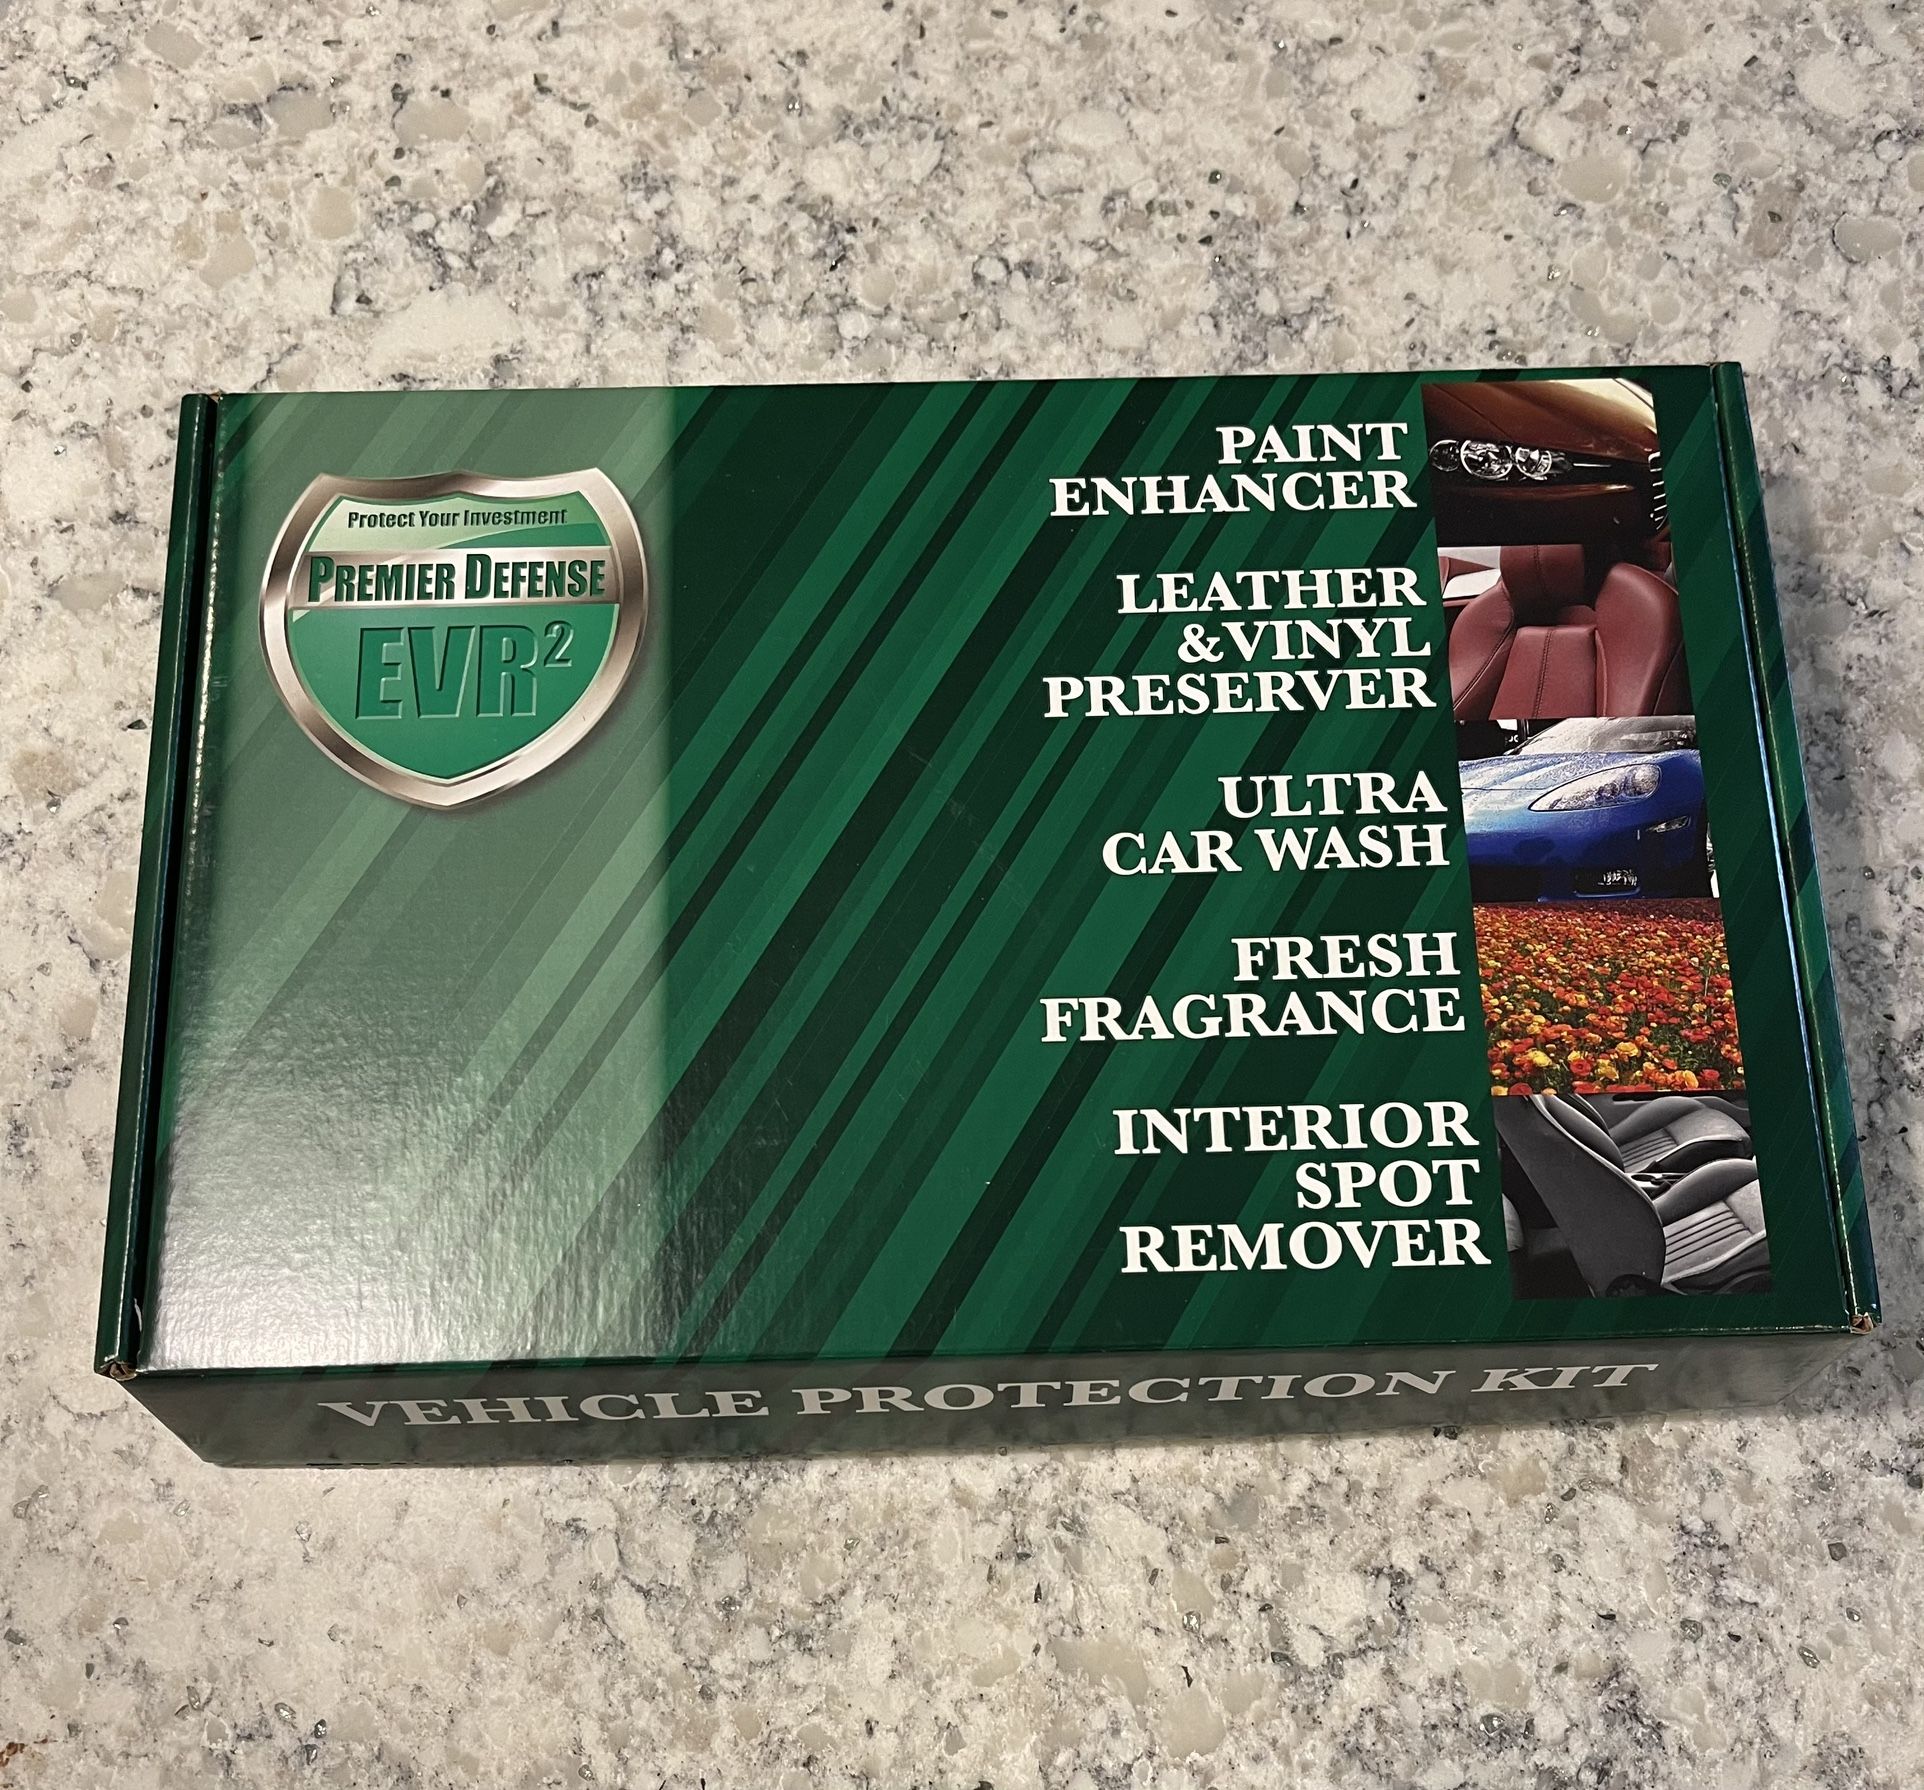 Protect Your Investment
PREMIER DEFENSE
EVR²
PAINT
ENHANCER
LEATHER
&VINYL
PRESERVER
ULTRA
CAR WASH
FRESH
FRAGRANCE
INTERIOR
SPOT
REMOVER
VEHICLE PROTECTION KIT